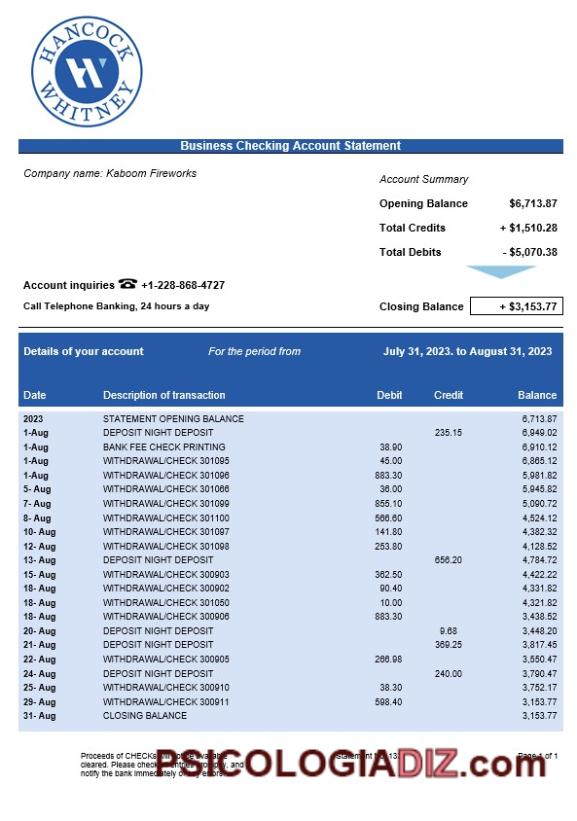 HANCOCK
WHITNEY
Business Checking Account Statement
Company name: Kaboom Fireworks
Account Summary
Opening Balance $6,713.87
Total Credits + $1,510.28
Total Debits - $5,070.38
Account inquiries ☎ +1-228-868-4727
Call Telephone Banking, 24 hours a day
Closing Balance + $3,153.77
Details of your account For the period from July 31, 2023. to August 31, 2023
Date Description of transaction Debit Credit Balance
2023 STATEMENT OPENING BALANCE 6,713.87
1-Aug DEPOSIT NIGHT DEPOSIT 235.15 6,949.02
1-Aug BANK FEE CHECK PRINTING 38.90 6,910.12
1-Aug WITHDRAWAL/CHECK 301095 45.00 6,865.12
1-Aug WITHDRAWAL/CHECK 301096 883.30 5,981.82
5- Aug WITHDRAWAL/CHECK 301066 36.00 5,945.82
7- Aug WITHDRAWAL/CHECK 301099 855.10 5,090.72
8- Aug WITHDRAWAL/CHECK 301100 566.60 4,524.12
10- Aug WITHDRAWAL/CHECK 301097 141.80 4,382.32
12- Aug WITHDRAWAL/CHECK 301098 253.80 4,128.52
13- Aug DEPOSIT NIGHT DEPOSIT 656.20 4,784.72
15- Aug WITHDRAWAL/CHECK 300903 362.50 4,422.22
18- Aug WITHDRAWAL/CHECK 300902 90.40 4,331.82
18- Aug WITHDRAWAL/CHECK 301050 10.00 4,321.82
18- Aug WITHDRAWAL/CHECK 300906 883.30 3,438.52
20- Aug DEPOSIT NIGHT DEPOSIT 9.68 3,448.20
21- Aug DEPOSIT NIGHT DEPOSIT 369.25 3,817.45
22- Aug WITHDRAWAL/CHECK 300905 266.98 3,550.47
24- Aug DEPOSIT NIGHT DEPOSIT 240.00 3,790.47
25- Aug WITHDRAWAL/CHECK 300910 38.30 3,752.17
29- Aug WITHDRAWAL/CHECK 300911 598.40 3,153.77
31- Aug CLOSING BALANCE 3,153.77
Proceeds of CHECKs available Page 1 of 1
cleared. Please check and
notify the bank
PSICOLOGIADIZ.com